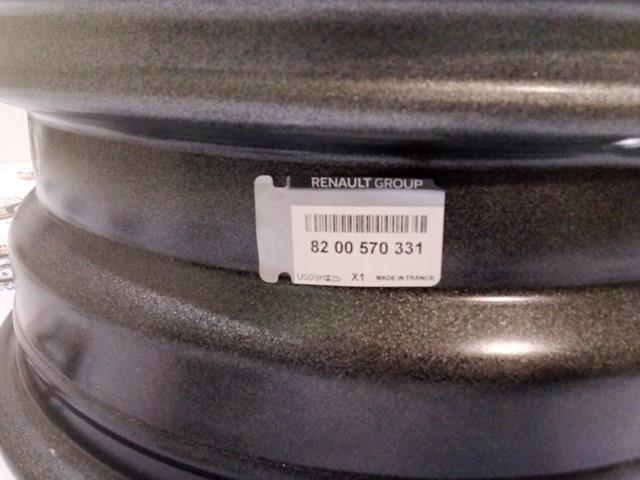 RENAULT GROUP
82 00 570 331
X1 MADE IN FRANCE